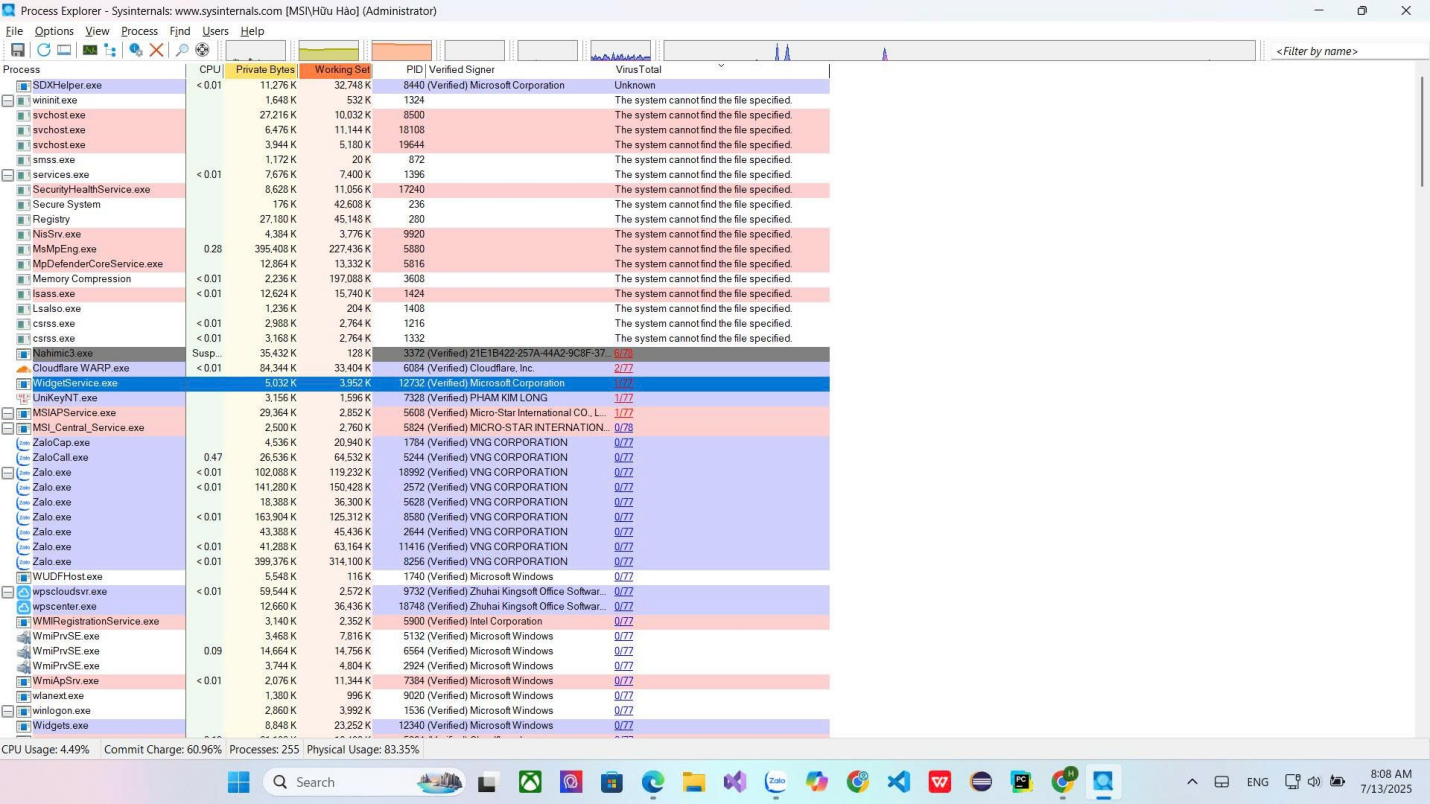 Process Explorer - Sysinternals: www.sysinternals.com [MSI\Hữu Hào] (Administrator)
File Options View Process Find Users Help
<Filter by name>
Process CPU Private Bytes Working Set PID Verified Signer VirusTotal
SDXHelper.exe < 0.01 11,276 K 32,748 K 8440 (Verified) Microsoft Corporation Unknown
wininit.exe 1,648 K 532 K 1324 The system cannot find the file specified.
svchost.exe 27,216 K 10,032 K 8500 The system cannot find the file specified.
svchost.exe 6,476 K 11,144 K 18108 The system cannot find the file specified.
svchost.exe 3,944 K 5,180 K 19644 The system cannot find the file specified.
smss.exe 1,172 K 20 K 872 The system cannot find the file specified.
services.exe < 0.01 7,676 K 7,400 K 1396 The system cannot find the file specified.
SecurityHealthService.exe 8,628 K 11,056 K 17240 The system cannot find the file specified.
Secure System 176 K 42,608 K 236 The system cannot find the file specified.
Registry 27,180 K 45,148 K 280 The system cannot find the file specified.
NisSrv.exe 4,384 K 3,776 K 9920 The system cannot find the file specified.
MsMpEng.exe 0.28 395,408 K 227,436 K 5880 The system cannot find the file specified.
MpDefenderCoreService.exe 12,864 K 13,332 K 5816 The system cannot find the file specified.
Memory Compression < 0.01 2,236 K 197,088 K 3608 The system cannot find the file specified.
lsass.exe < 0.01 12,624 K 15,740 K 1424 The system cannot find the file specified.
LsaIso.exe 1,236 K 204 K 1408 The system cannot find the file specified.
csrss.exe < 0.01 2,988 K 2,764 K 1216 The system cannot find the file specified.
csrss.exe < 0.01 3,168 K 2,764 K 1332 The system cannot find the file specified.
Nahimic3.exe Susp... 35,432 K 128 K 3372 (Verified) 21E1B422-257A-44A2-9C8F-37... 6/78
Cloudflare WARP.exe < 0.01 84,344 K 33,404 K 6084 (Verified) Cloudflare, Inc. 2/77
WidgetService.exe 5,032 K 3,952 K 12732 (Verified) Microsoft Corporation 1/77
UniKeyNT.exe 3,156 K 1,596 K 7328 (Verified) PHAM KIM LONG 1/77
MSIAPService.exe 29,364 K 2,852 K 5608 (Verified) Micro-Star International CO., L... 1/77
MSI_Central_Service.exe 2,500 K 2,760 K 5824 (Verified) MICRO-STAR INTERNATION... 0/78
ZaloCap.exe 4,536 K 20,940 K 1784 (Verified) VNG CORPORATION 0/77
ZaloCall.exe 0.47 26,536 K 64,532 K 5244 (Verified) VNG CORPORATION 0/77
Zalo.exe < 0.01 102,088 K 119,232 K 18992 (Verified) VNG CORPORATION 0/77
Zalo.exe < 0.01 141,280 K 150,428 K 2572 (Verified) VNG CORPORATION 0/77
Zalo.exe 18,388 K 36,300 K 5628 (Verified) VNG CORPORATION 0/77
Zalo.exe < 0.01 163,904 K 125,312 K 8580 (Verified) VNG CORPORATION 0/77
Zalo.exe 43,388 K 45,436 K 2644 (Verified) VNG CORPORATION 0/77
Zalo.exe < 0.01 41,288 K 63,164 K 11416 (Verified) VNG CORPORATION 0/77
Zalo.exe < 0.01 399,376 K 314,100 K 8256 (Verified) VNG CORPORATION 0/77
WUDFHost.exe 5,548 K 116 K 1740 (Verified) Microsoft Windows 0/77
wpscloudsvr.exe < 0.01 59,544 K 2,572 K 9732 (Verified) Zhuhai Kingsoft Office Softwar... 0/77
wpscenter.exe 12,660 K 36,436 K 18748 (Verified) Zhuhai Kingsoft Office Softwar... 0/77
WMIRegistrationService.exe 3,140 K 2,352 K 5900 (Verified) Intel Corporation 0/77
WmiPrvSE.exe 3,468 K 7,816 K 5132 (Verified) Microsoft Windows 0/77
WmiPrvSE.exe 0.09 14,664 K 14,756 K 6564 (Verified) Microsoft Windows 0/77
WmiPrvSE.exe 3,744 K 4,804 K 2924 (Verified) Microsoft Windows 0/77
WmiApSrv.exe < 0.01 2,076 K 11,344 K 7384 (Verified) Microsoft Windows 0/77
wlanext.exe 1,380 K 996 K 9020 (Verified) Microsoft Windows 0/77
winlogon.exe 2,860 K 3,992 K 1536 (Verified) Microsoft Windows 0/77
Widgets.exe 8,848 K 23,252 K 12340 (Verified) Microsoft Windows 0/77
CPU Usage: 4.49% Commit Charge: 60.96% Processes: 255 Physical Usage: 83.35%
Search
Zalo
PC
H
ENG
8:08 AM
7/13/2025